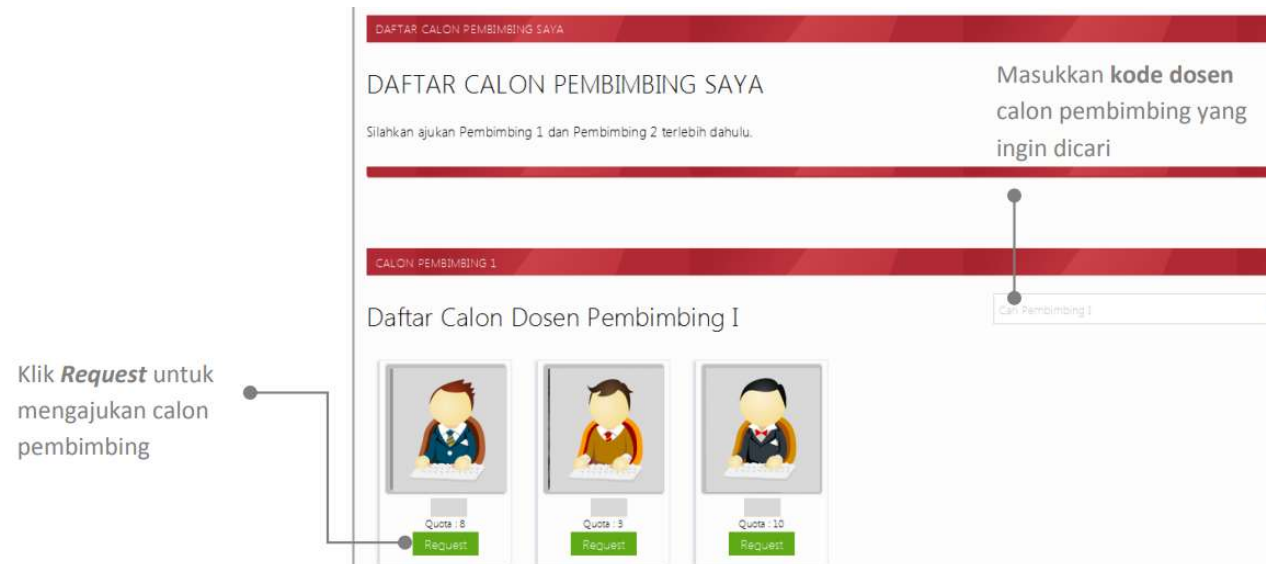 DAFTAR CALON PEMBIMBING SAYA
DAFTAR CALON PEMBIMBING SAYA
Silahkan ajukan Pembimbing 1 dan Pembimbing 2 terlebih dahulu.
Masukkan kode dosen
calon pembimbing yang
ingin dicari
CALON PEMBIMBING 1
Daftar Calon Dosen Pembimbing I
Cari Pembimbing I
Klik Request untuk
mengajukan calon
pembimbing
Quota : 8
Quota : 3
Quota : 10
Request
Request
Request